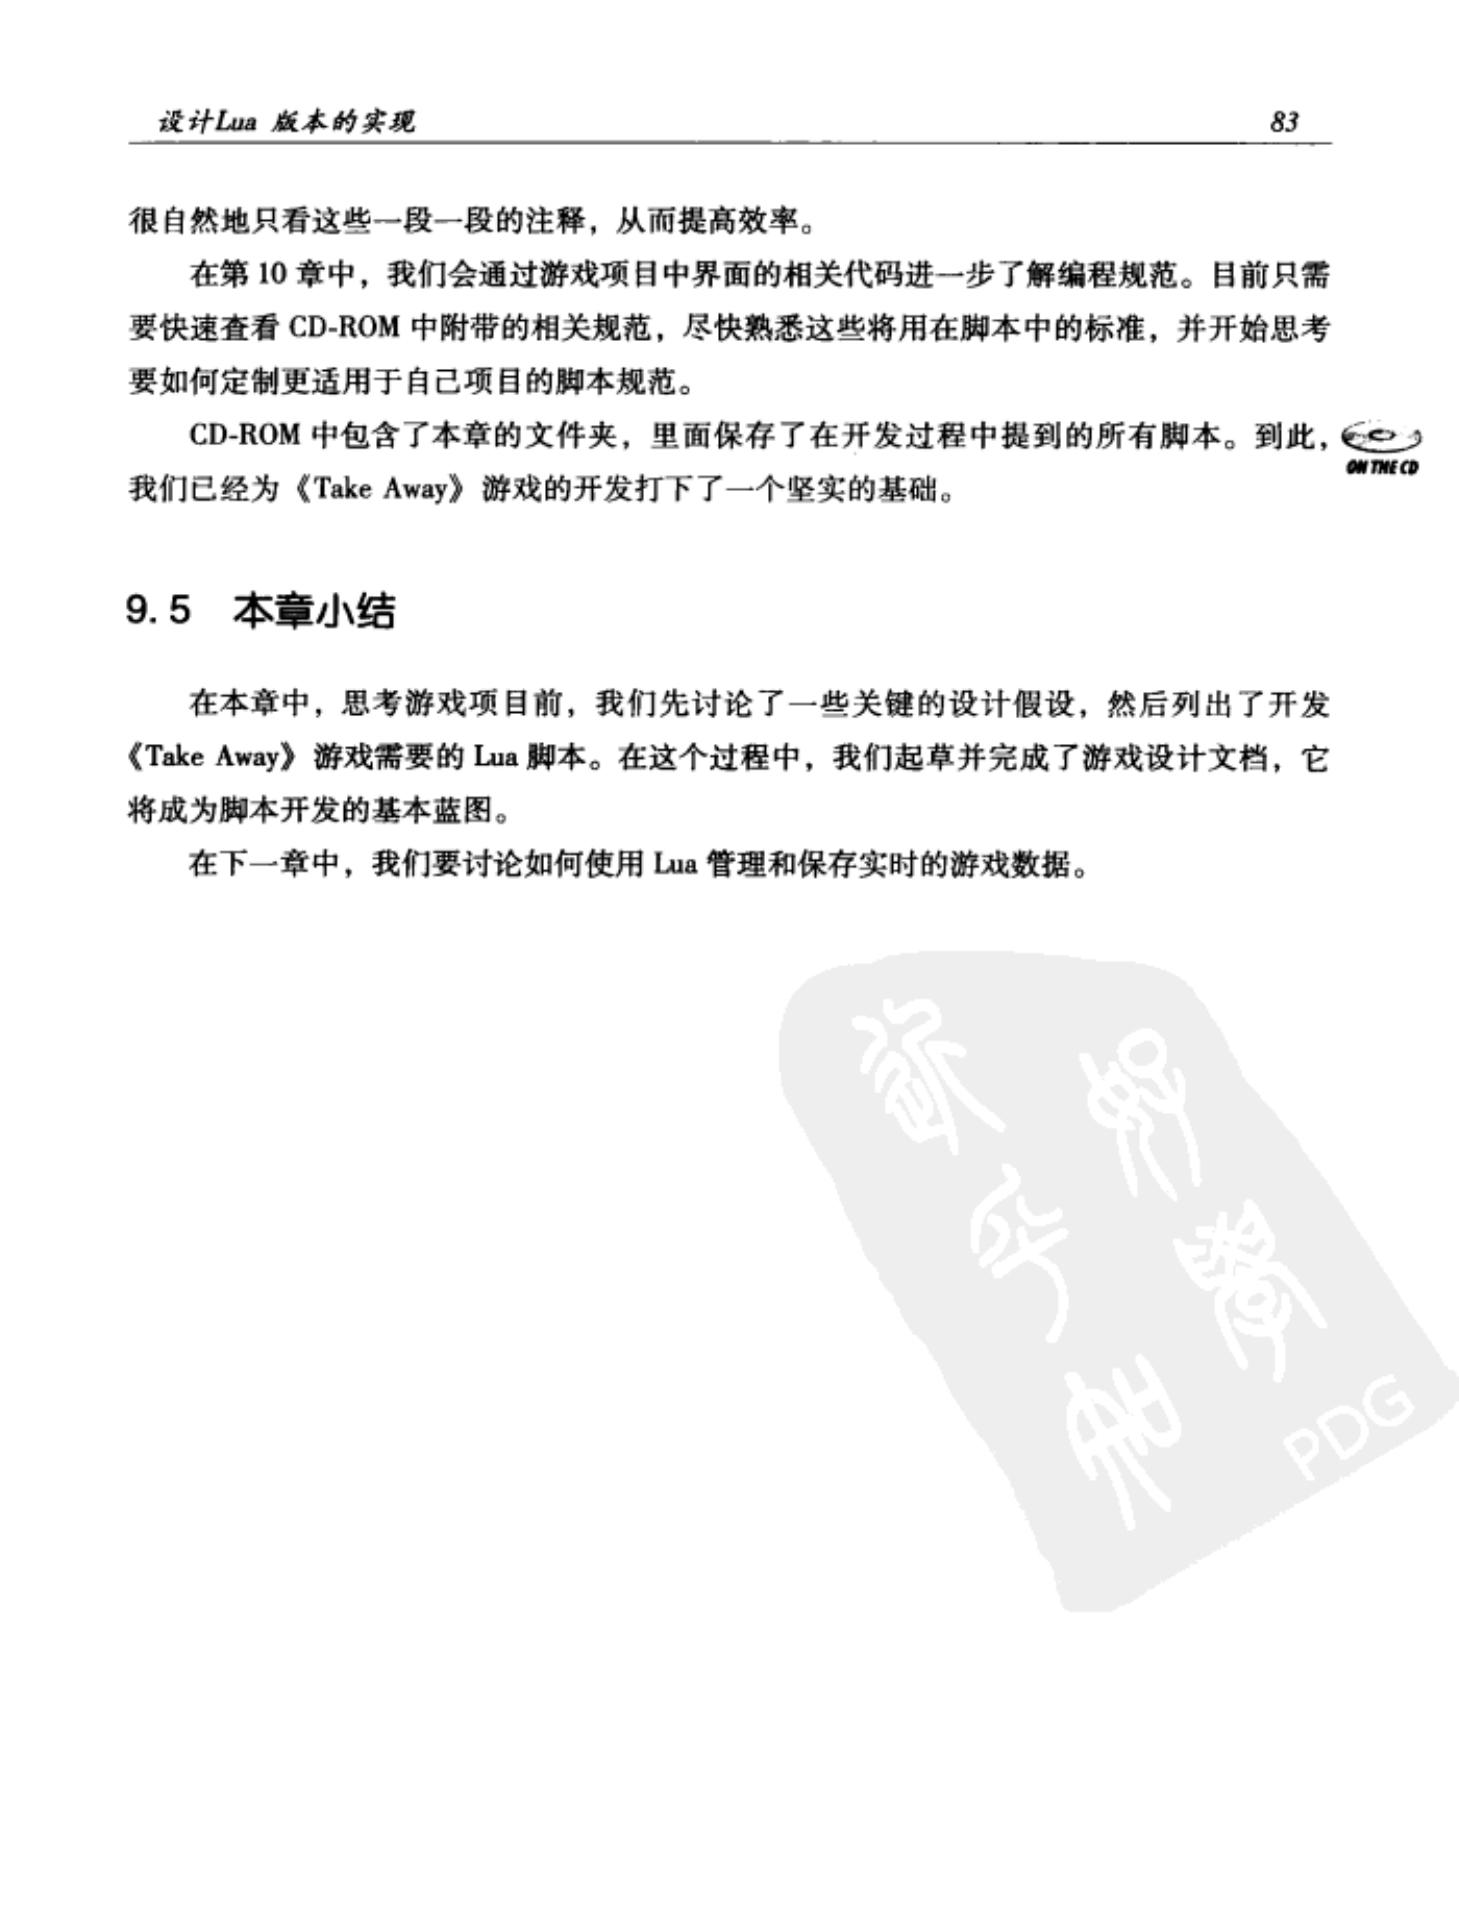 设计Lua 版本的实现 83
很自然地只看这些一段一段的注释，从而提高效率。
在第 10 章中，我们会通过游戏项目中界面的相关代码进一步了解编程规范。目前只需
要快速查看 CD-ROM 中附带的相关规范，尽快熟悉这些将用在脚本中的标准，并开始思考
要如何定制更适用于自己项目的脚本规范。
CD-ROM 中包含了本章的文件夹，里面保存了在开发过程中提到的所有脚本。到此，
ON THE CD
我们已经为《Take Away》游戏的开发打下了一个坚实的基础。
9.5 本章小结
在本章中，思考游戏项目前，我们先讨论了一些关键的设计假设，然后列出了开发
《Take Away》游戏需要的 Lua 脚本。在这个过程中，我们起草并完成了游戏设计文档，它
将成为脚本开发的基本蓝图。
在下一章中，我们要讨论如何使用 Lua 管理和保存实时的游戏数据。
PDG